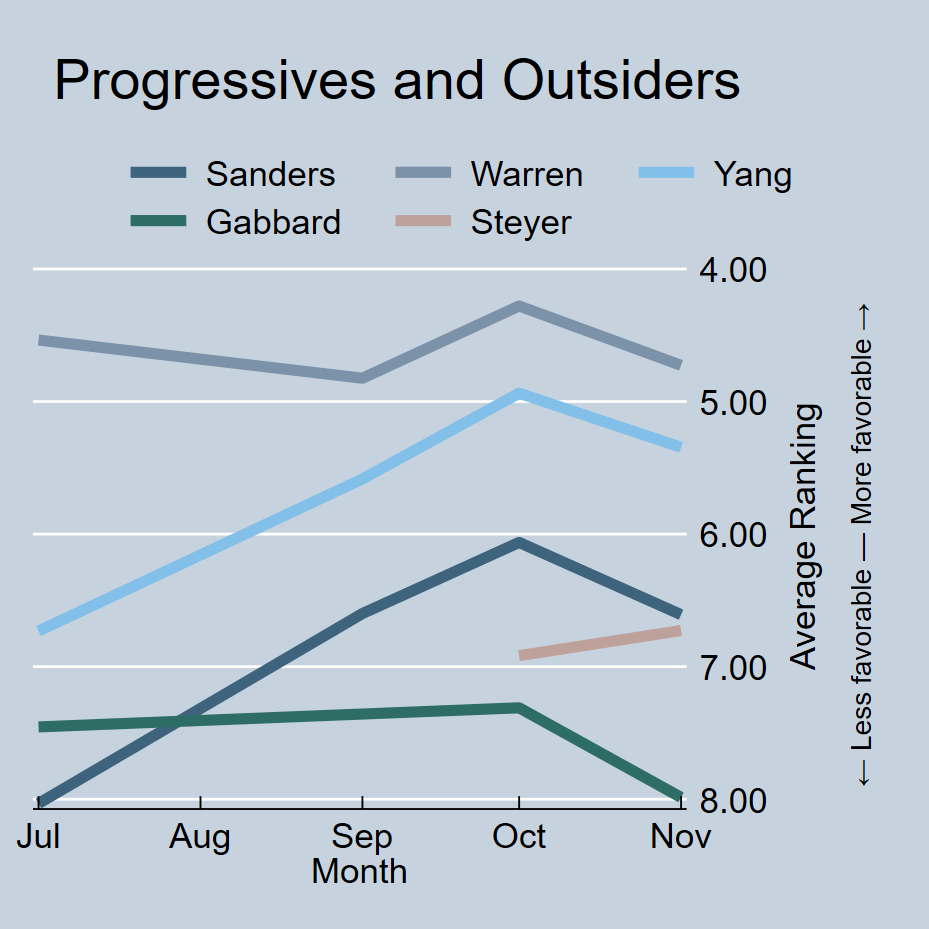 Progressives and Outsiders
Sanders Warren Yang
Gabbard Steyer
4.00
5.00
6.00
7.00
8.00
Average Ranking
← Less favorable — More favorable →
Jul Aug Sep Oct Nov
Month